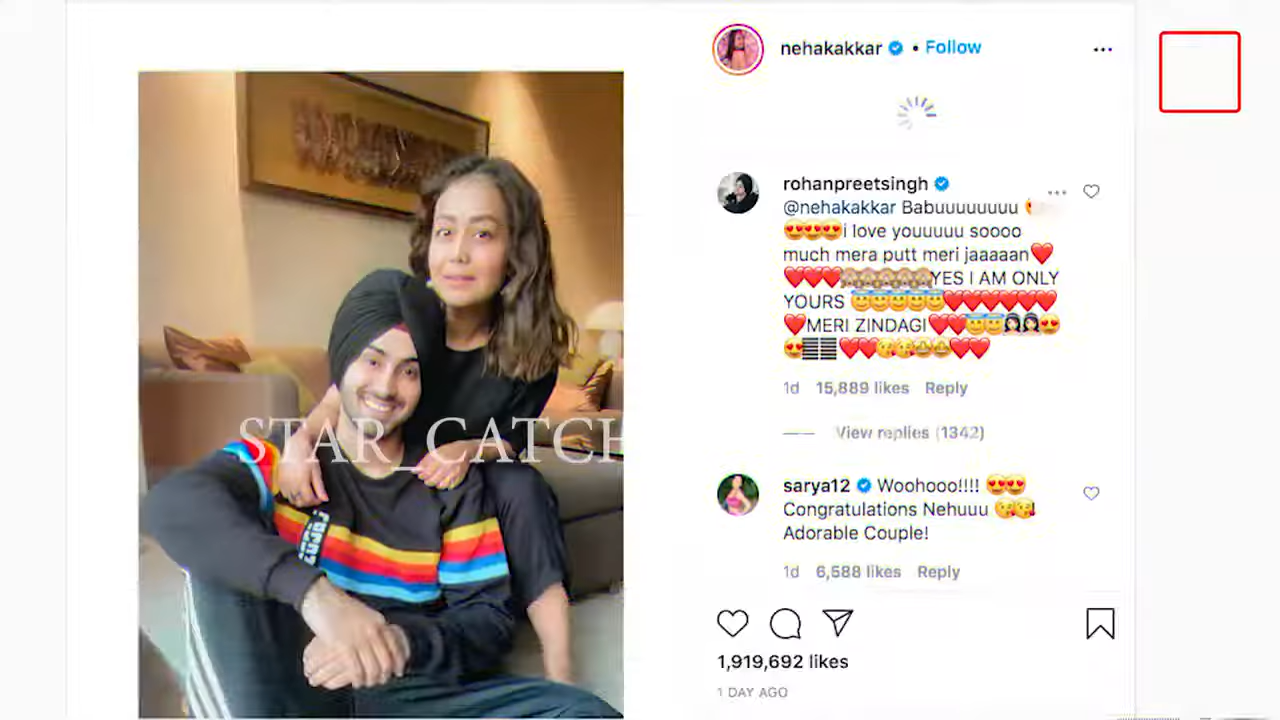 nehakakkar • Follow
rohanpreetsingh
@nehakakkar Babuuuuuuuu
😍😍😍i love youuuuu soooo
much mera putt meri jaaaaan❤️
❤️❤️❤️🙈🙈🙈🙈🙈YES I AM ONLY
YOURS 😇😇😇😇😇❤️❤️❤️❤️❤️❤️
❤️MERI ZINDAGI❤️❤️😇😇👰👰😍
1d 15,889 likes Reply
View replies (1342)
sarya12 Woohooo!!!! 😍😍
Congratulations Nehuuu 😘😘
Adorable Couple!
1d 6,588 likes Reply
1,919,692 likes
1 DAY AGO
STAR_CATCH